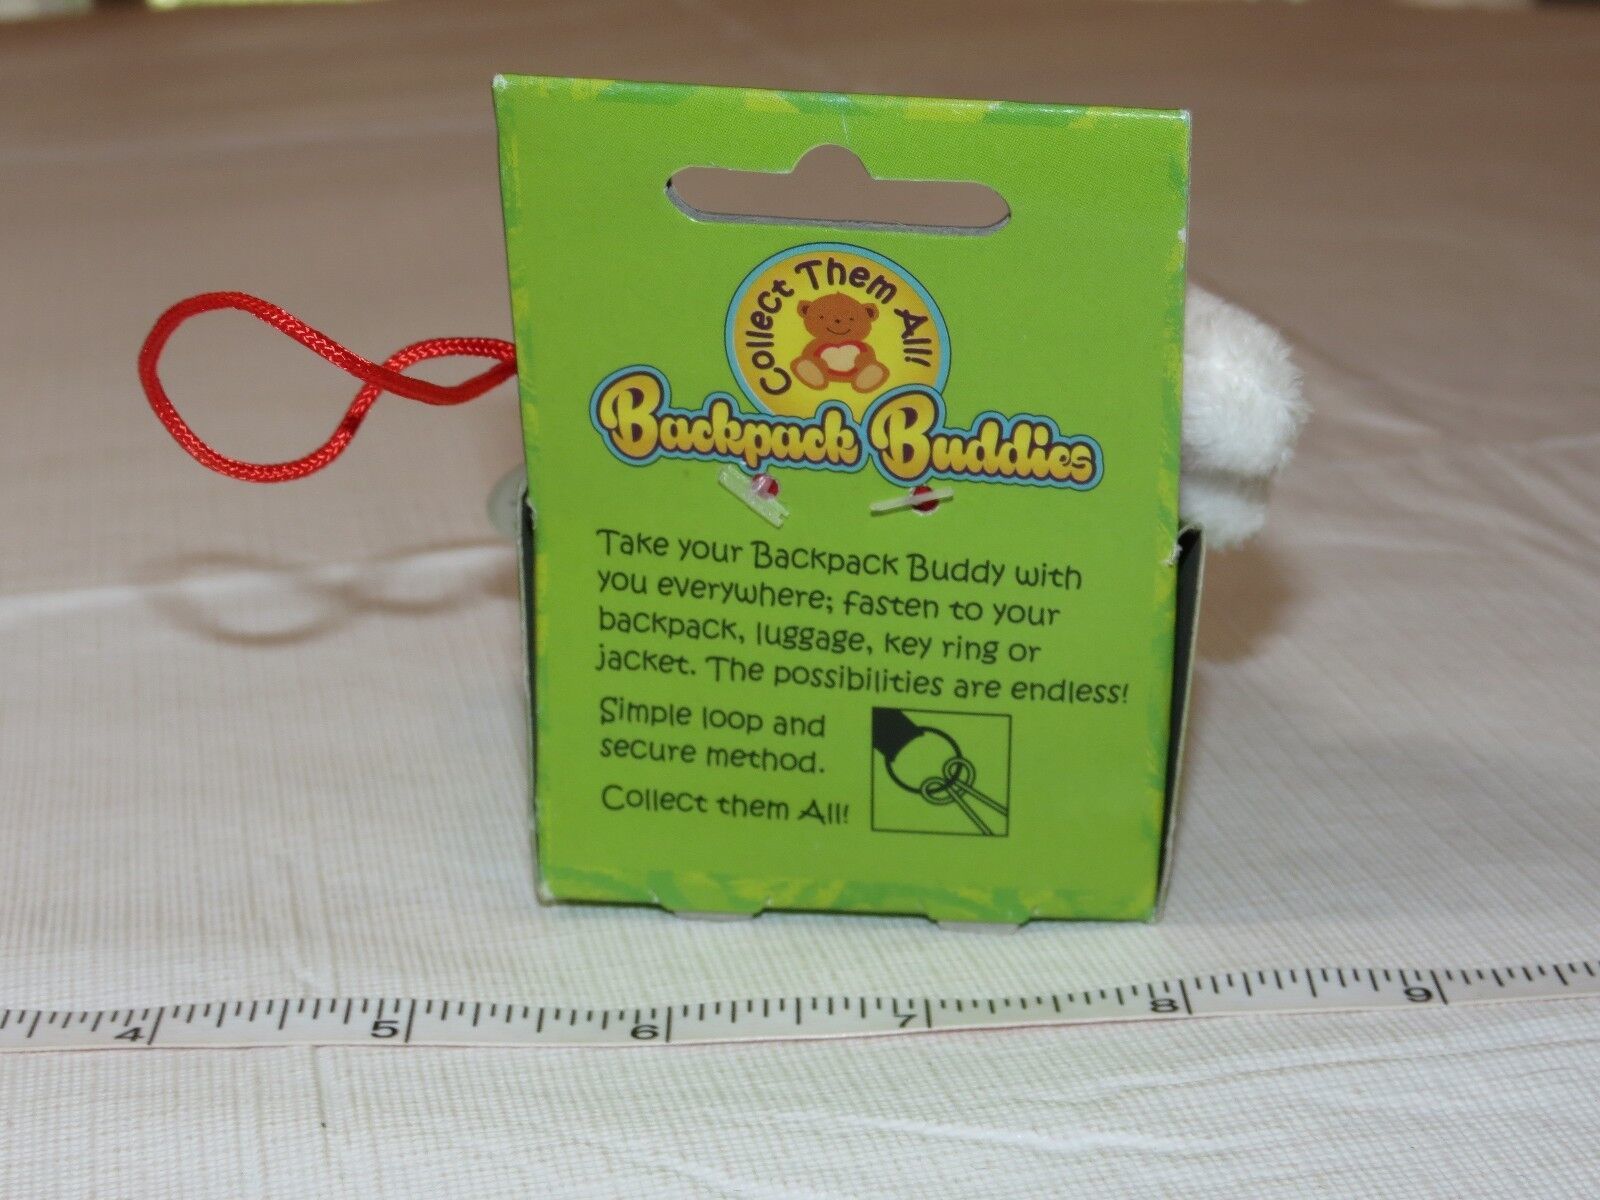 Collect Them All!
Backpack Buddies
Take your Backpack Buddy with
you everywhere; fasten to your
backpack, luggage, key ring or
jacket. The possibilities are endless!
Simple loop and
secure method.
Collect them All!
4 5 6 7 8 9